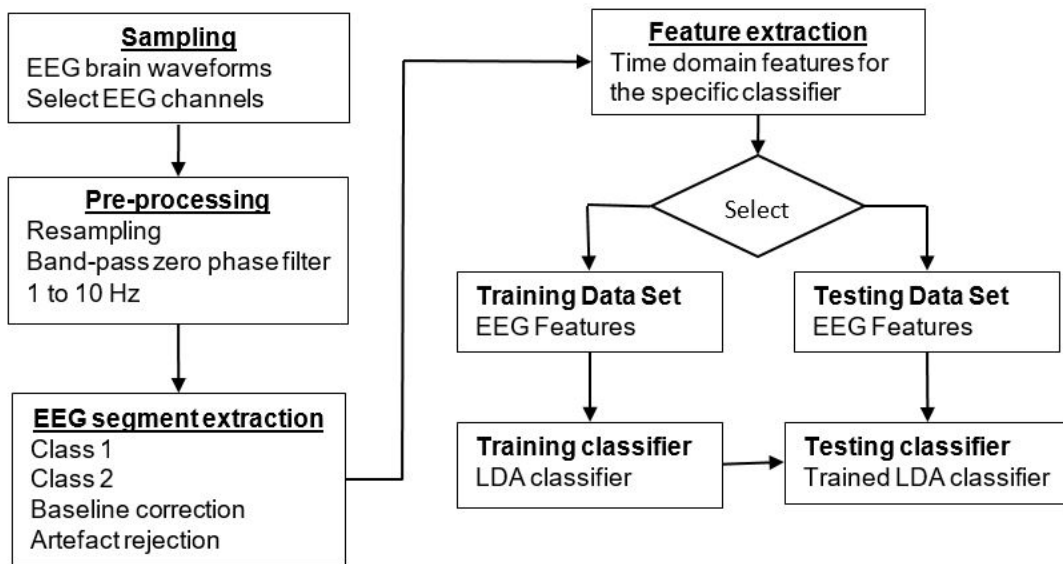 Sampling
EEG brain waveforms
Select EEG channels
Pre-processing
Resampling
Band-pass zero phase filter
1 to 10 Hz
EEG segment extraction
Class 1
Class 2
Baseline correction
Artefact rejection
Feature extraction
Time domain features for
the specific classifier
Select
Training Data Set
EEG Features
Testing Data Set
EEG Features
Training classifier
LDA classifier
Testing classifier
Trained LDA classifier